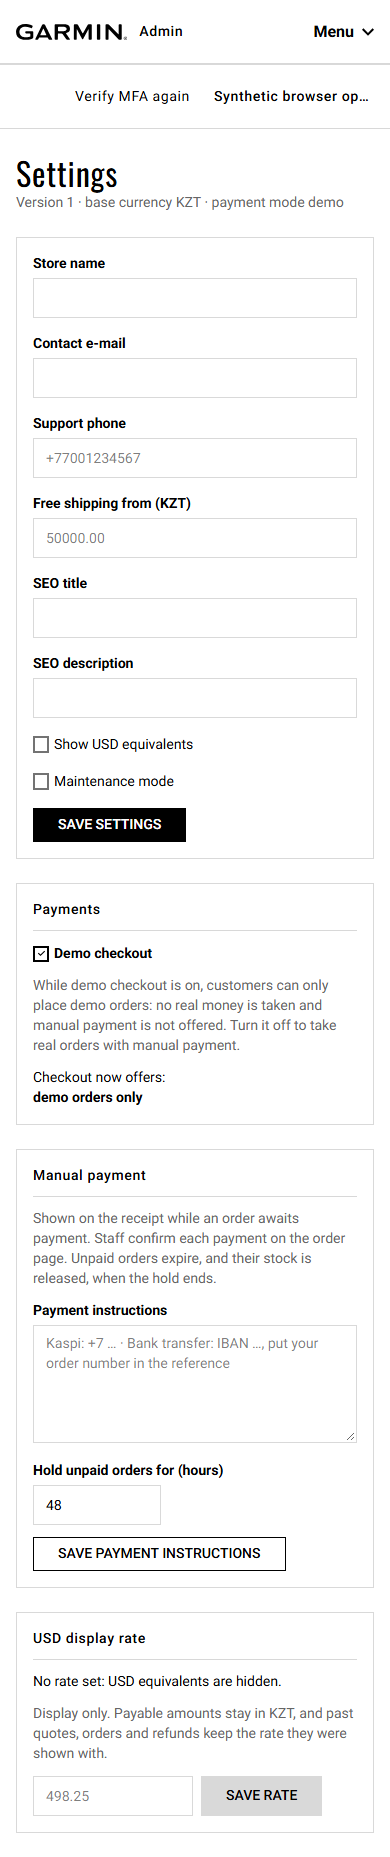 GARMIN. Admin Menu
Verify MFA again Synthetic browser op...
Settings
Version 1 · base currency KZT · payment mode demo
Store name
Contact e-mail
Support phone
+77001234567
Free shipping from (KZT)
50000.00
SEO title
SEO description
Show USD equivalents
Maintenance mode
SAVE SETTINGS
Payments
Demo checkout
While demo checkout is on, customers can only
place demo orders: no real money is taken and
manual payment is not offered. Turn it off to take
real orders with manual payment.
Checkout now offers:
demo orders only
Manual payment
Shown on the receipt while an order awaits
payment. Staff confirm each payment on the order
page. Unpaid orders expire, and their stock is
released, when the hold ends.
Payment instructions
Kaspi: +7 ... · Bank transfer: IBAN ..., put your
order number in the reference
Hold unpaid orders for (hours)
48
SAVE PAYMENT INSTRUCTIONS
USD display rate
No rate set: USD equivalents are hidden.
Display only. Payable amounts stay in KZT, and past
quotes, orders and refunds keep the rate they were
shown with.
498.25 SAVE RATE